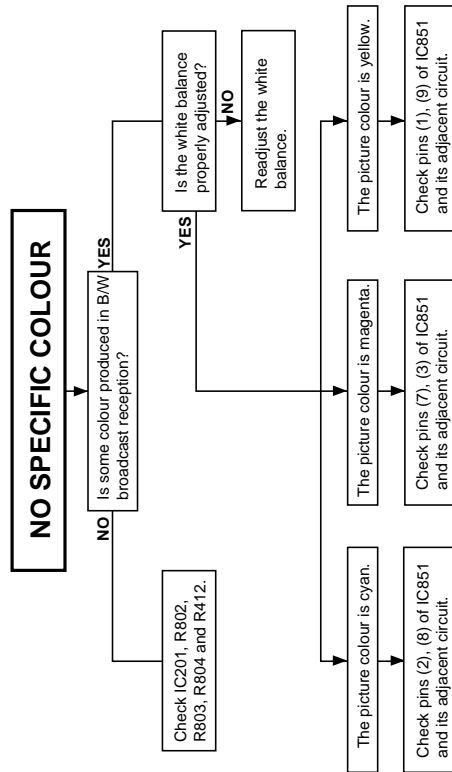 NO SPECIFIC COLOUR
Is some colour produced in B/W
broadcast reception?
NO
YES
Check IC201, R802,
R803, R804 and R412.
Is the white balance
properly adjusted?
YES
NO
Readjust the white
balance.
The picture colour is cyan.
The picture colour is magenta.
The picture colour is yellow.
Check pins (2), (8) of IC851
and its adjacent circuit.
Check pins (7), (3) of IC851
and its adjacent circuit.
Check pins (1), (9) of IC851
and its adjacent circuit.